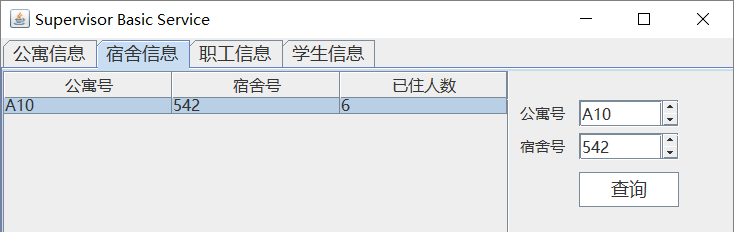 Supervisor Basic Service
公寓信息 宿舍信息 职工信息 学生信息
公寓号 宿舍号 已住人数
A10 542 6
公寓号 A10
宿舍号 542
查询